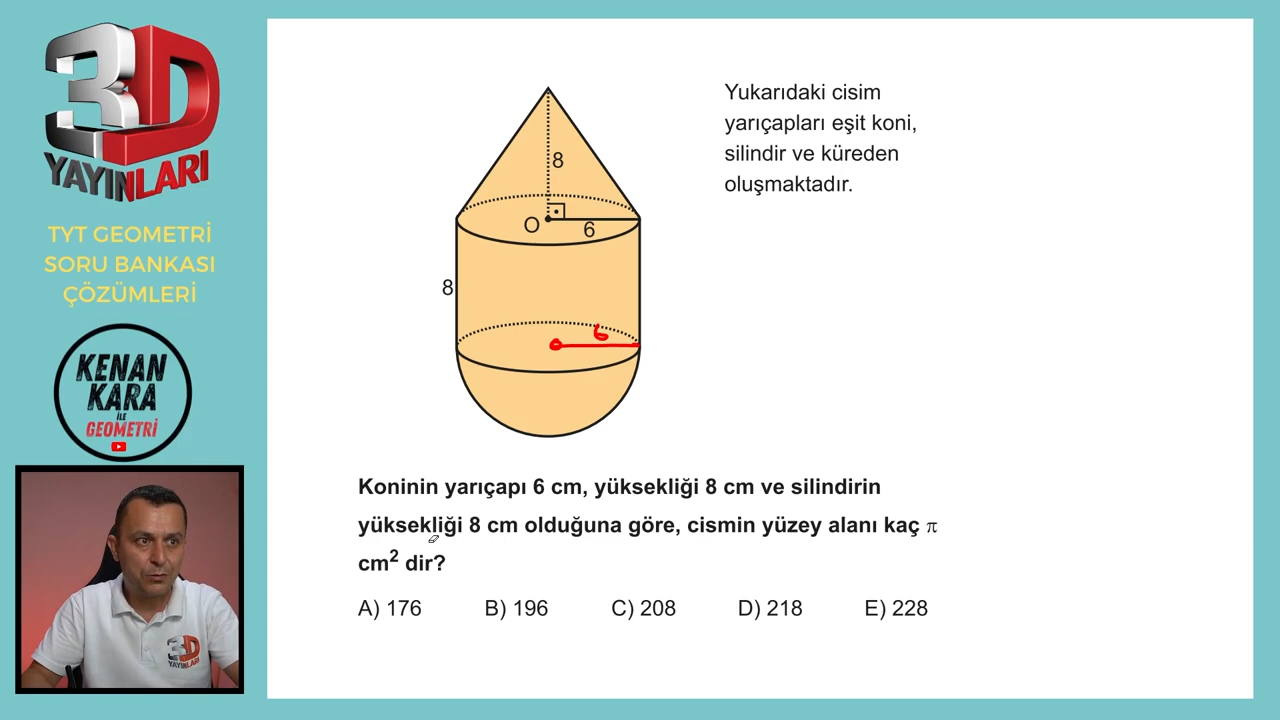 3D
YAYINLARI
TYT GEOMETRİ
SORU BANKASI
ÇÖZÜMLERİ
KENAN
KARA
İLE
GEOMETRİ
3D
YAYINLARI
8
O
6
8
6
Yukarıdaki cisim
yarıçapları eşit koni,
silindir ve küreden
oluşmaktadır.
Koninin yarıçapı 6 cm, yüksekliği 8 cm ve silindirin
yüksekliği 8 cm olduğuna göre, cismin yüzey alanı kaç π
cm² dir?
A) 176 B) 196 C) 208 D) 218 E) 228